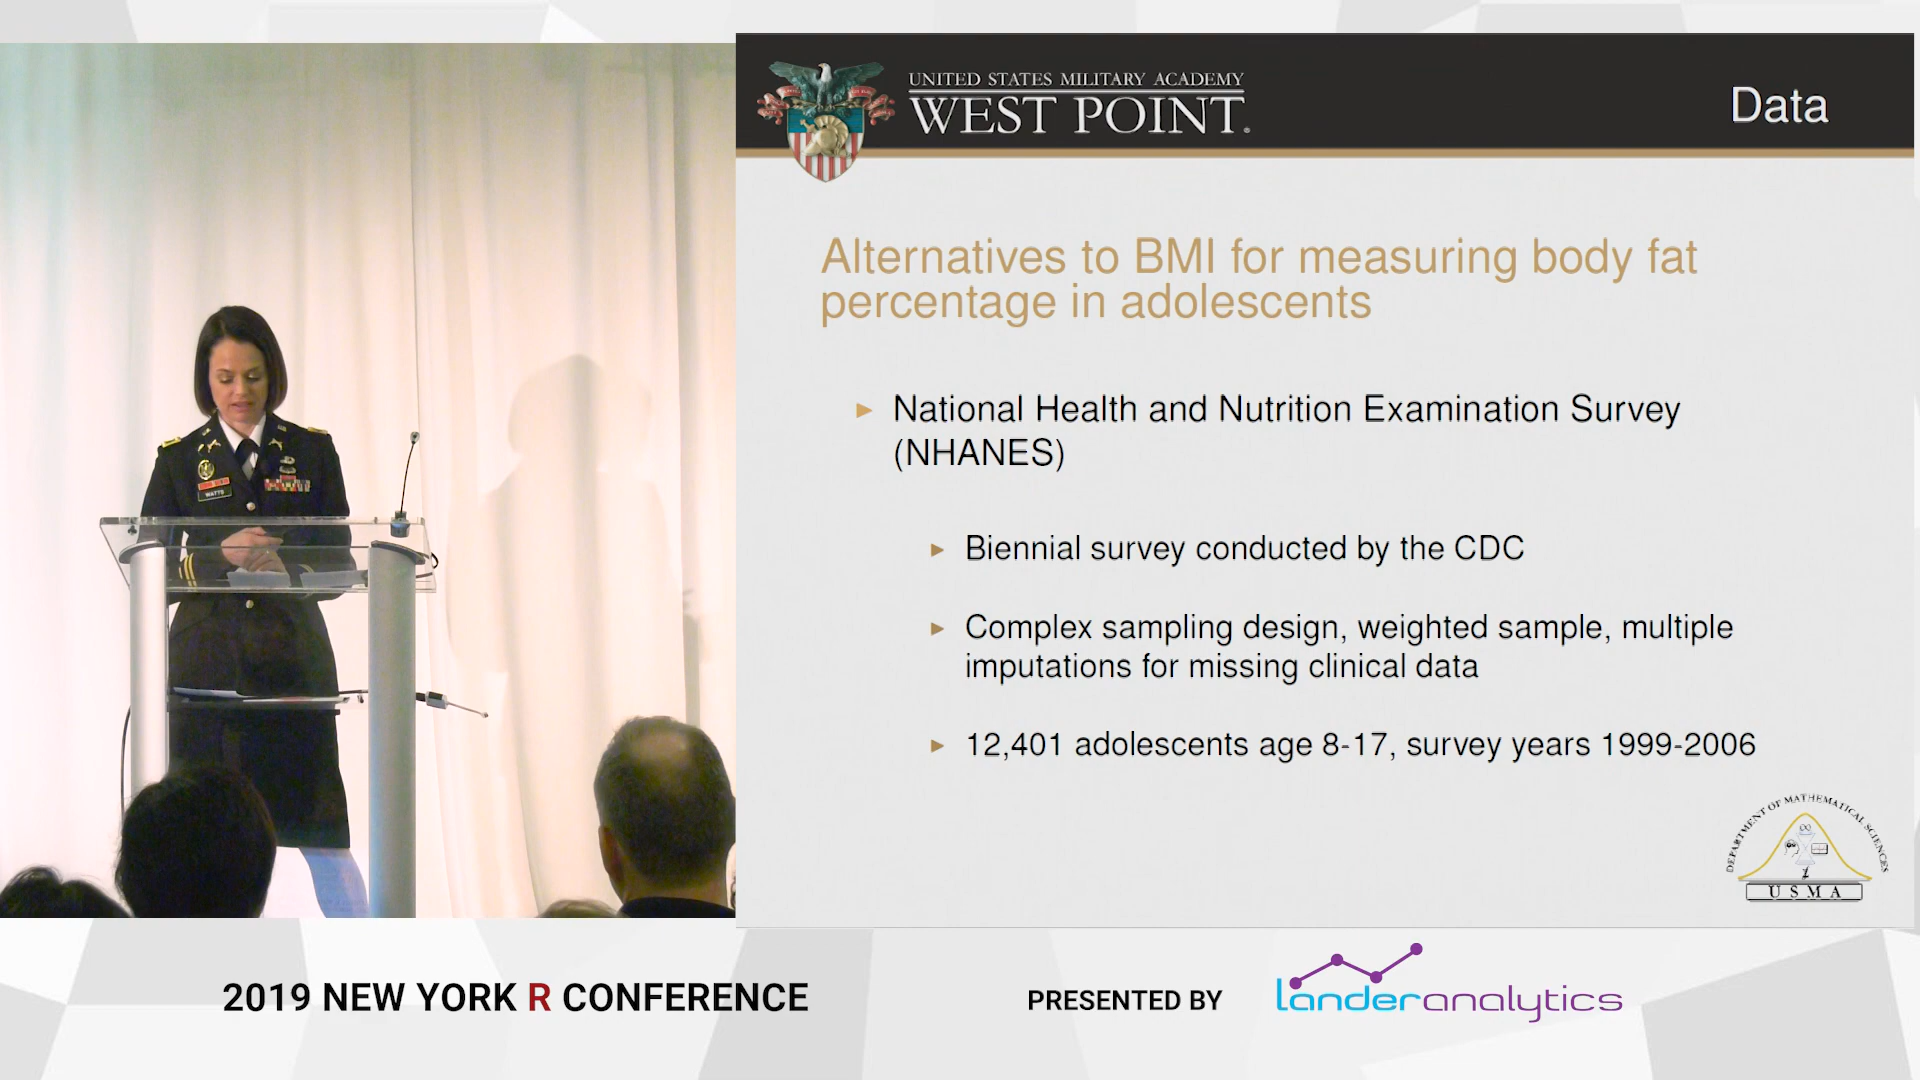 UNITED STATES MILITARY ACADEMY
WEST POINT.
Data
Alternatives to BMI for measuring body fat
percentage in adolescents
National Health and Nutrition Examination Survey
(NHANES)
Biennial survey conducted by the CDC
Complex sampling design, weighted sample, multiple
imputations for missing clinical data
12,401 adolescents age 8-17, survey years 1999-2006
DEPARTMENT OF MATHEMATICAL SCIENCES
USMA
WATTS
2019 NEW YORK R CONFERENCE
PRESENTED BY
landeranalytics